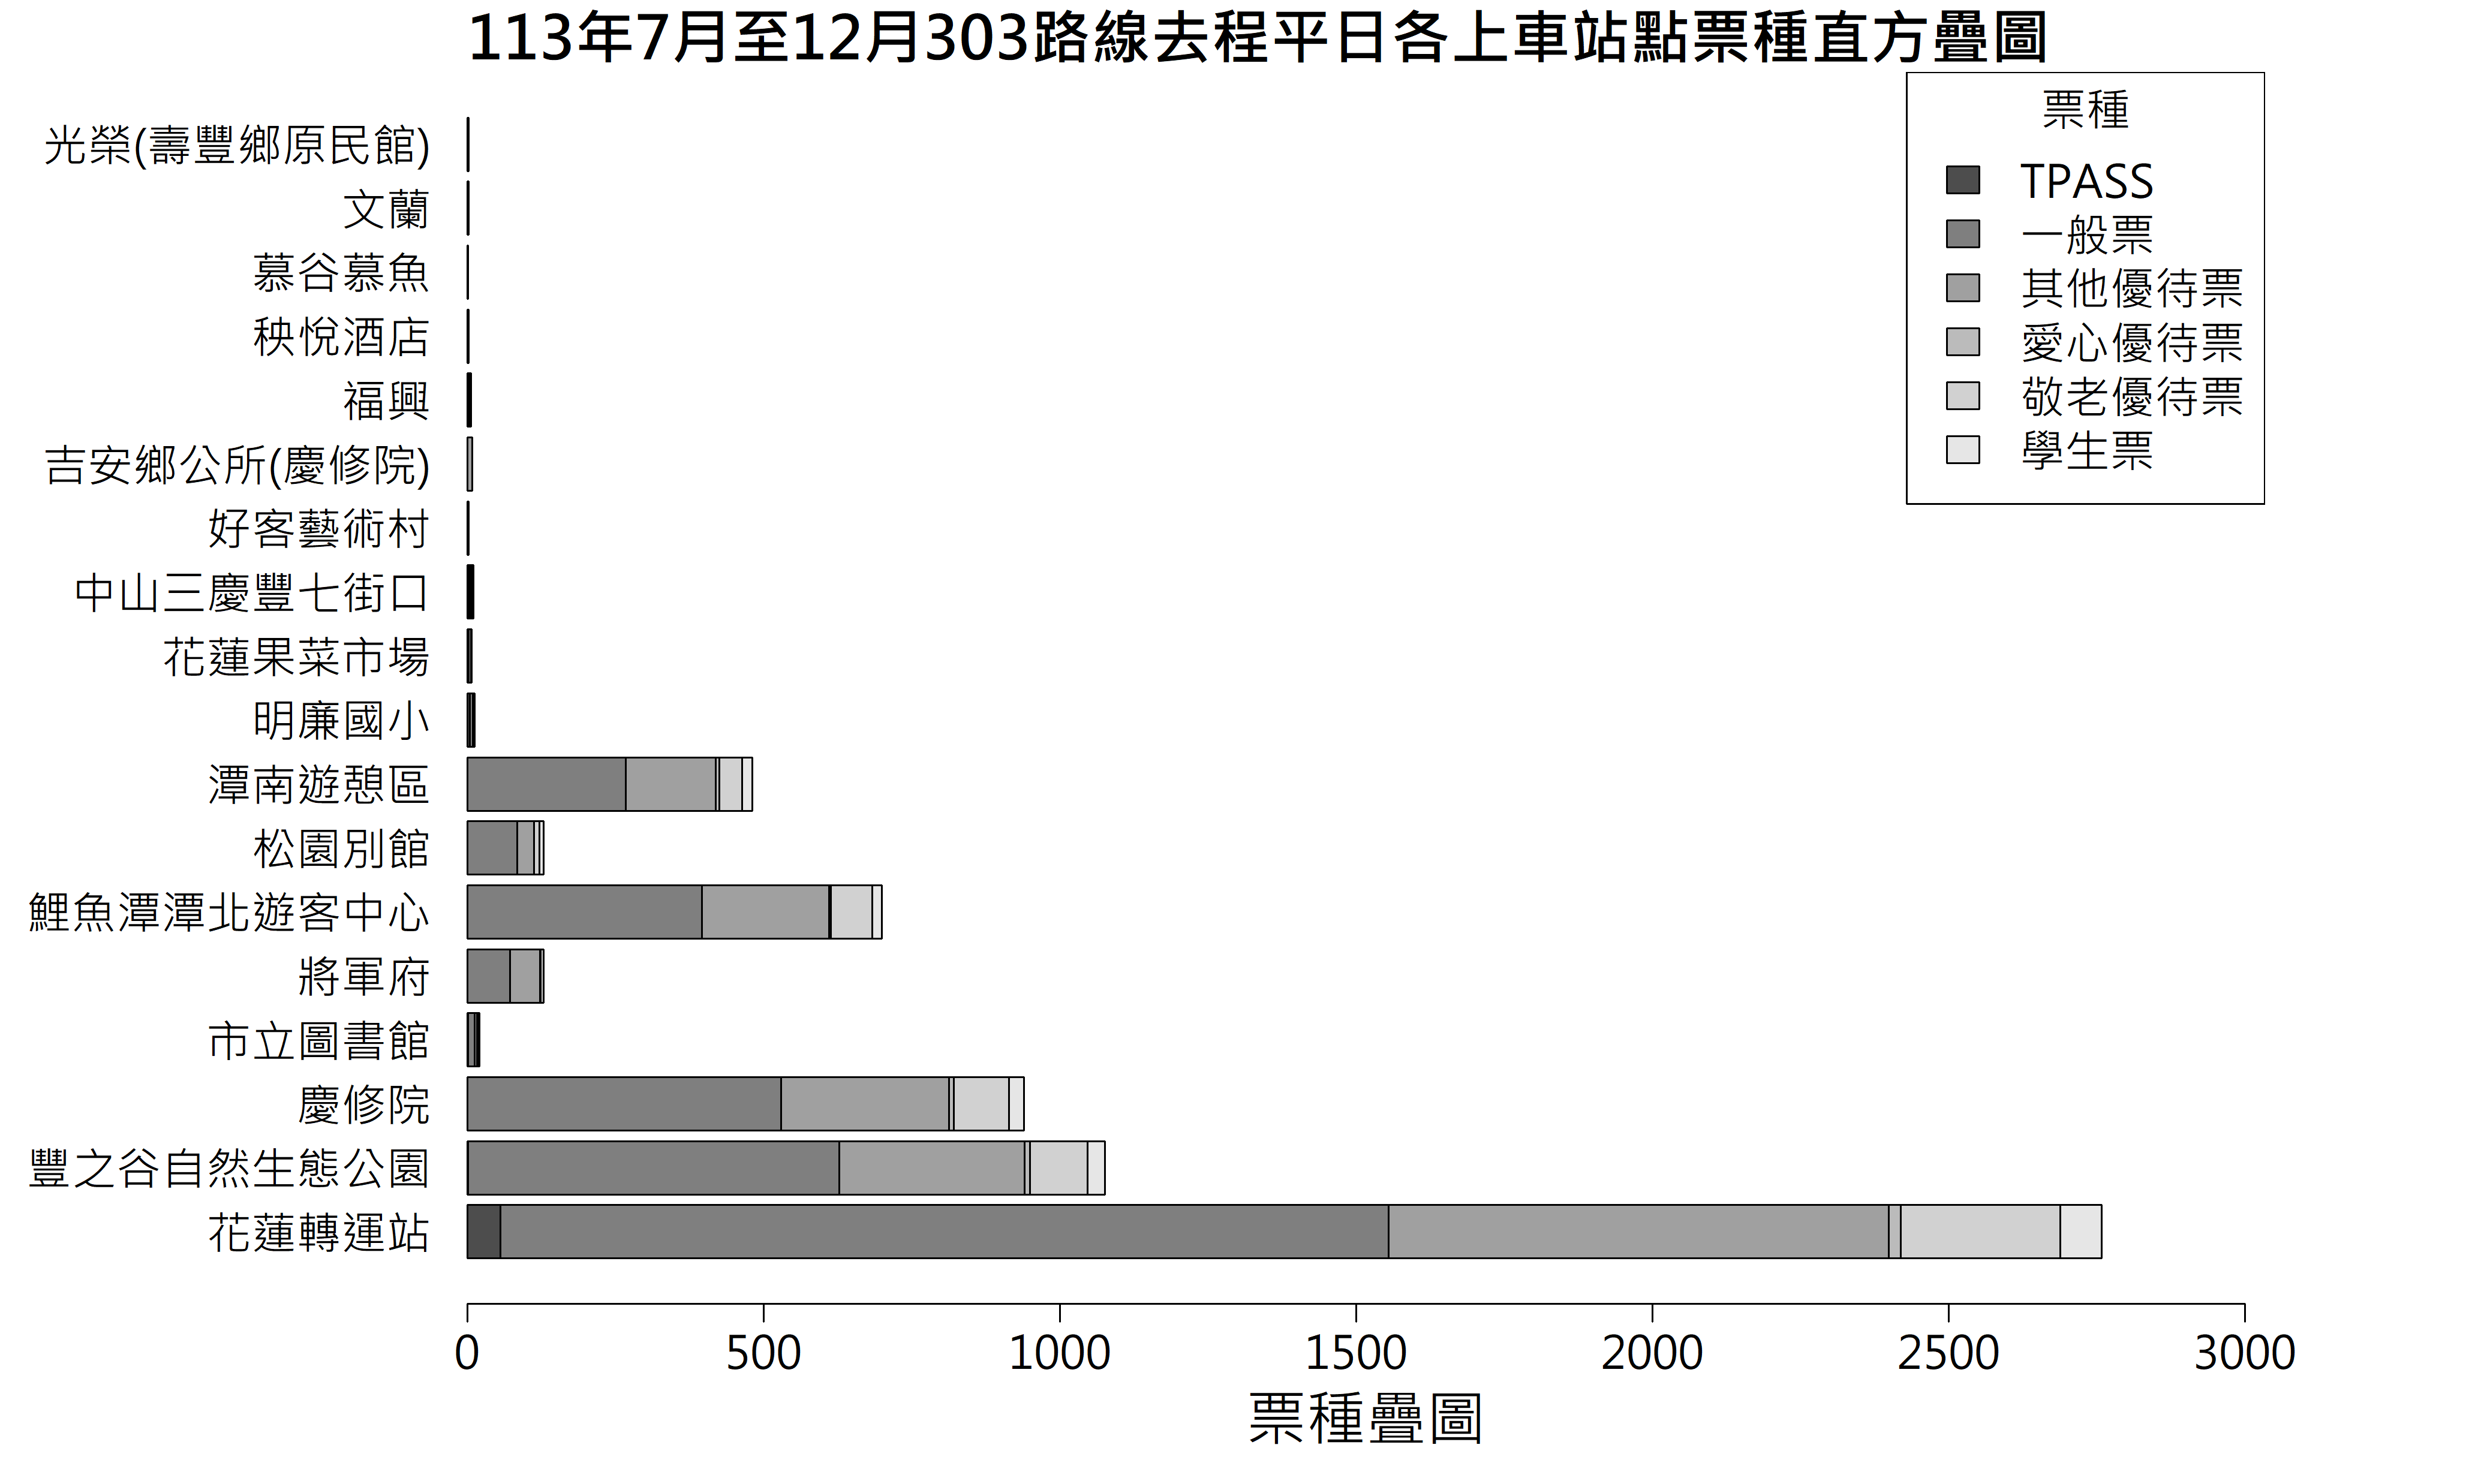 113年7月至12月303路線去程平日各上車站點票種直方疊圖
票種
TPASS
一般票
其他優待票
愛心優待票
敬老優待票
學生票
光榮(壽豐鄉原民館)
文蘭
慕谷慕魚
秧悅酒店
福興
吉安鄉公所(慶修院)
好客藝術村
中山三慶豐七街口
花蓮果菜市場
明廉國小
潭南遊憩區
松園別館
鯉魚潭潭北遊客中心
將軍府
市立圖書館
慶修院
豐之谷自然生態公園
花蓮轉運站
0 500 1000 1500 2000 2500 3000
票種疊圖